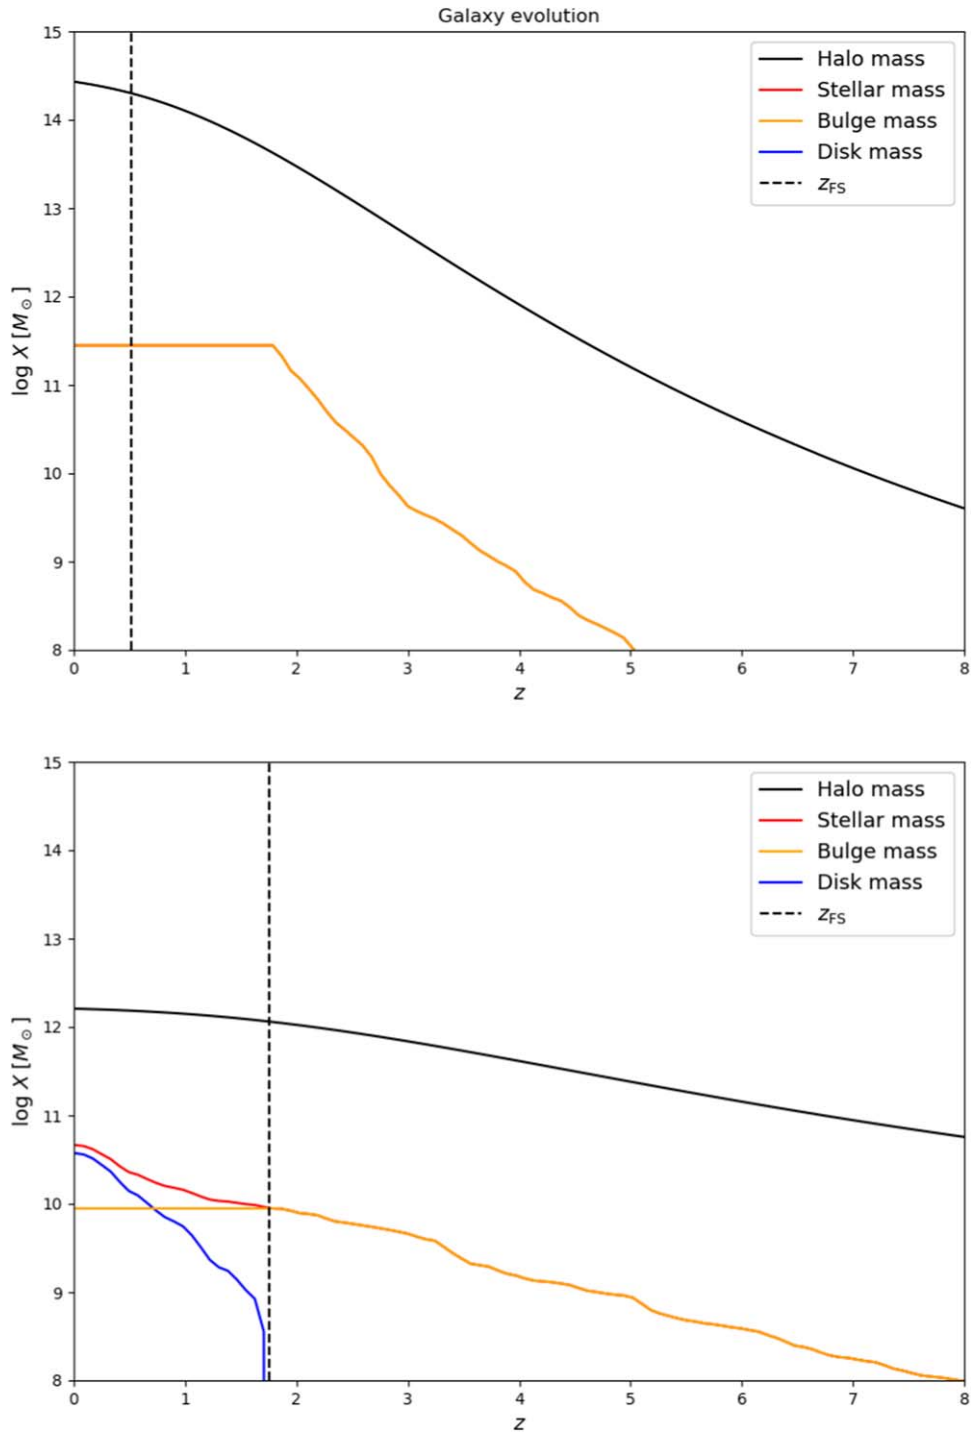 Galaxy evolution
15
14
13
12
11
10
9
8
log X [M⊙]
0 1 2 3 4 5 6 7 8
z
Halo mass
Stellar mass
Bulge mass
Disk mass
zFS
15
14
13
12
11
10
9
8
log X [M⊙]
0 1 2 3 4 5 6 7 8
z
Halo mass
Stellar mass
Bulge mass
Disk mass
zFS